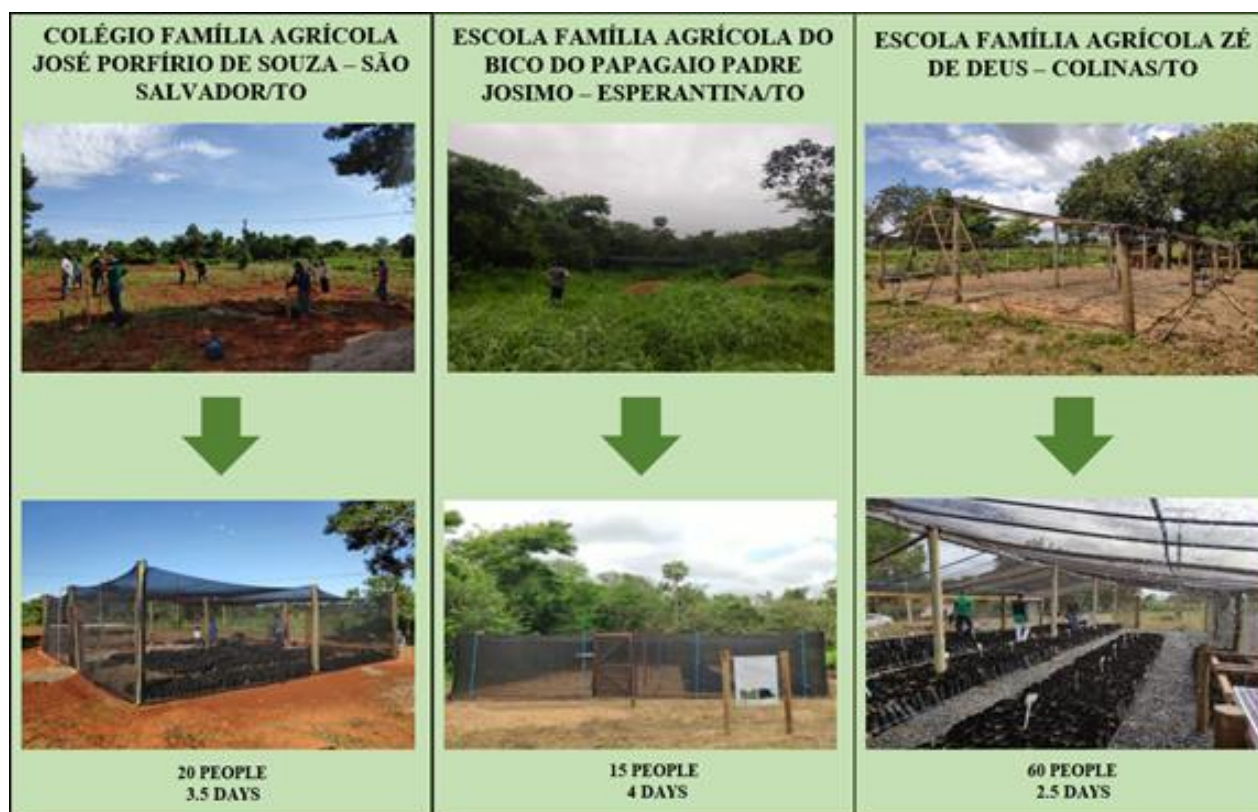 COLÉGIO FAMÍLIA AGRÍCOLA
JOSÉ PORFÍRIO DE SOUZA – SÃO
SALVADOR/TO
20 PEOPLE
3.5 DAYS
ESCOLA FAMÍLIA AGRÍCOLA DO
BICO DO PAPAGAIO PADRE
JOSIMO – ESPERANTINA/TO
15 PEOPLE
4 DAYS
ESCOLA FAMÍLIA AGRÍCOLA ZÉ
DE DEUS – COLINAS/TO
60 PEOPLE
2.5 DAYS